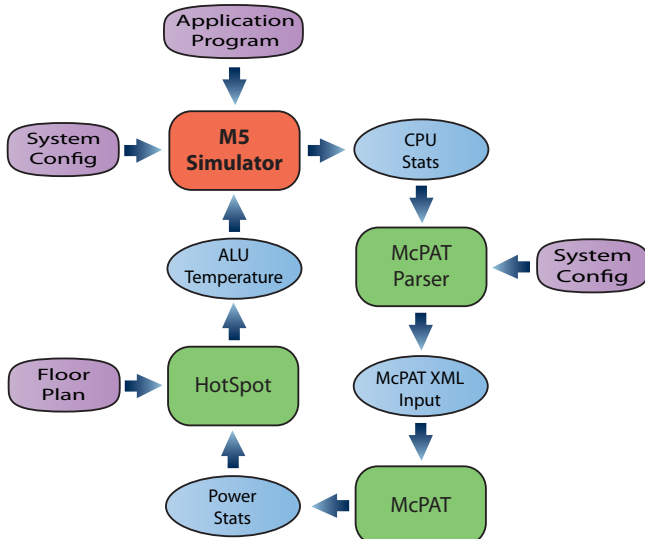 Application
Program
System
Config
M5
Simulator
CPU
Stats
ALU
Temperature
McPAT
Parser
System
Config
Floor
Plan
HotSpot
McPAT XML
Input
Power
Stats
McPAT